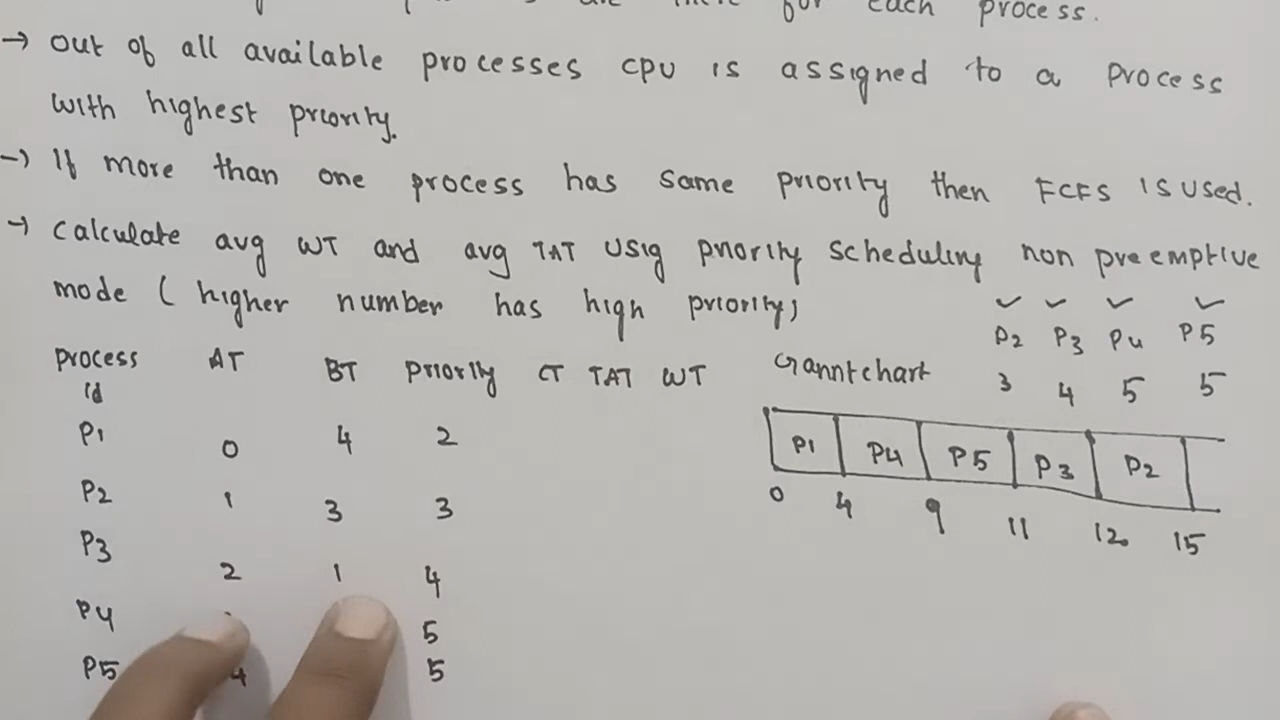 for each process.
→ out of all available processes cpu is assigned to a process
with highest priority.
→ If more than one process has same priority then FCFS is used.
→ calculate avg WT and avg TAT usig priority scheduling non preemptive
mode ( higher number has high priority)
✓ ✓ ✓ ✓
P2 P3 P4 P5
3 4 5 5
process id AT BT priority CT TAT WT
P1 0 4 2
P2 1 3 3
P3 2 1 4
P4 5
P5 4 5
Ganntchart
P1 P4 P5 P3 P2
0 4 9 11 12 15